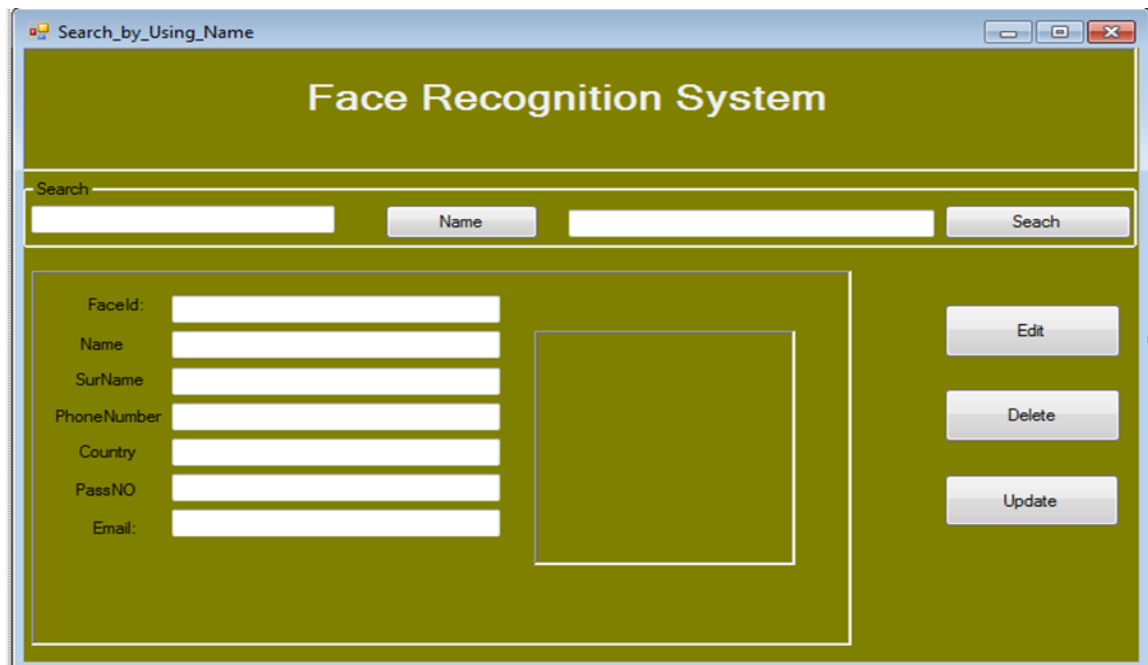 Search_by_Using_Name
Face Recognition System
Search
Name
Seach
FaceId:
Name
SurName
PhoneNumber
Country
PassNO
Email:
Edit
Delete
Update